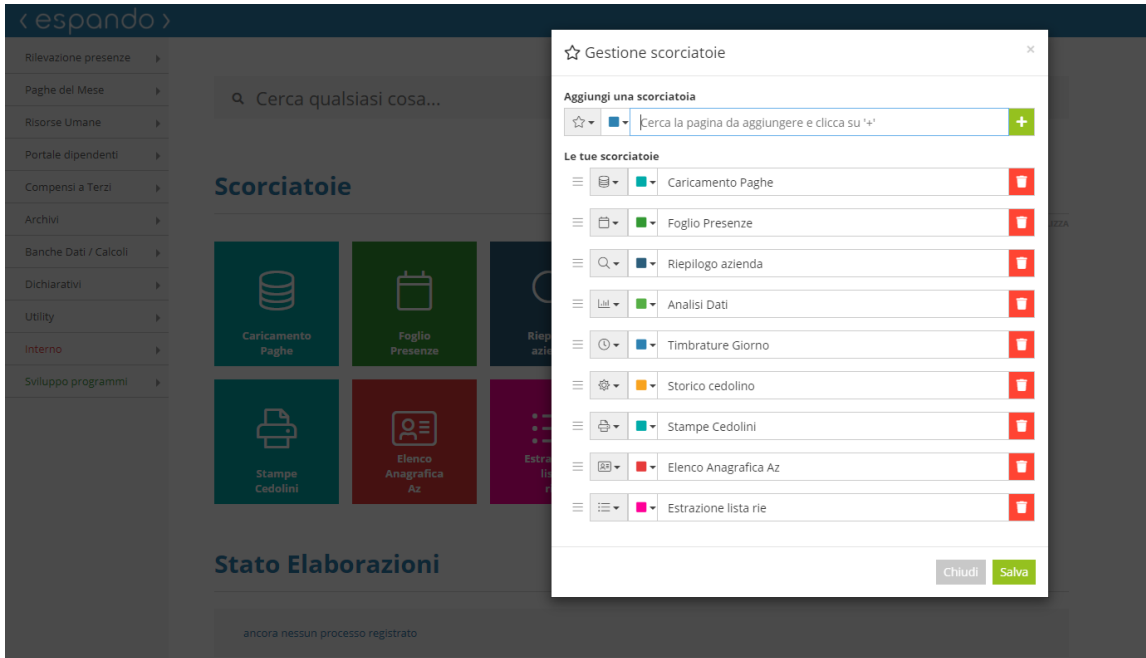 ‹ espando ›
Rilevazione presenze
Paghe del Mese
Risorse Umane
Portale dipendenti
Compensi a Terzi
Archivi
Banche Dati / Calcoli
Dichiarativi
Utility
Interno
Sviluppo programmi
Cerca qualsiasi cosa...
Scorciatoie
Caricamento
Paghe
Foglio
Presenze
Stampe
Cedolini
Elenco
Anagrafica
Az
Stato Elaborazioni
ancora nessun processo registrato
Gestione scorciatoie
×
Aggiungi una scorciatoia
Cerca la pagina da aggiungere e clicca su '+'
+
Le tue scorciatoie
Caricamento Paghe
Foglio Presenze
Riepilogo azienda
Analisi Dati
Timbrature Giorno
Storico cedolino
Stampe Cedolini
Elenco Anagrafica Az
Estrazione lista rie
Chiudi
Salva